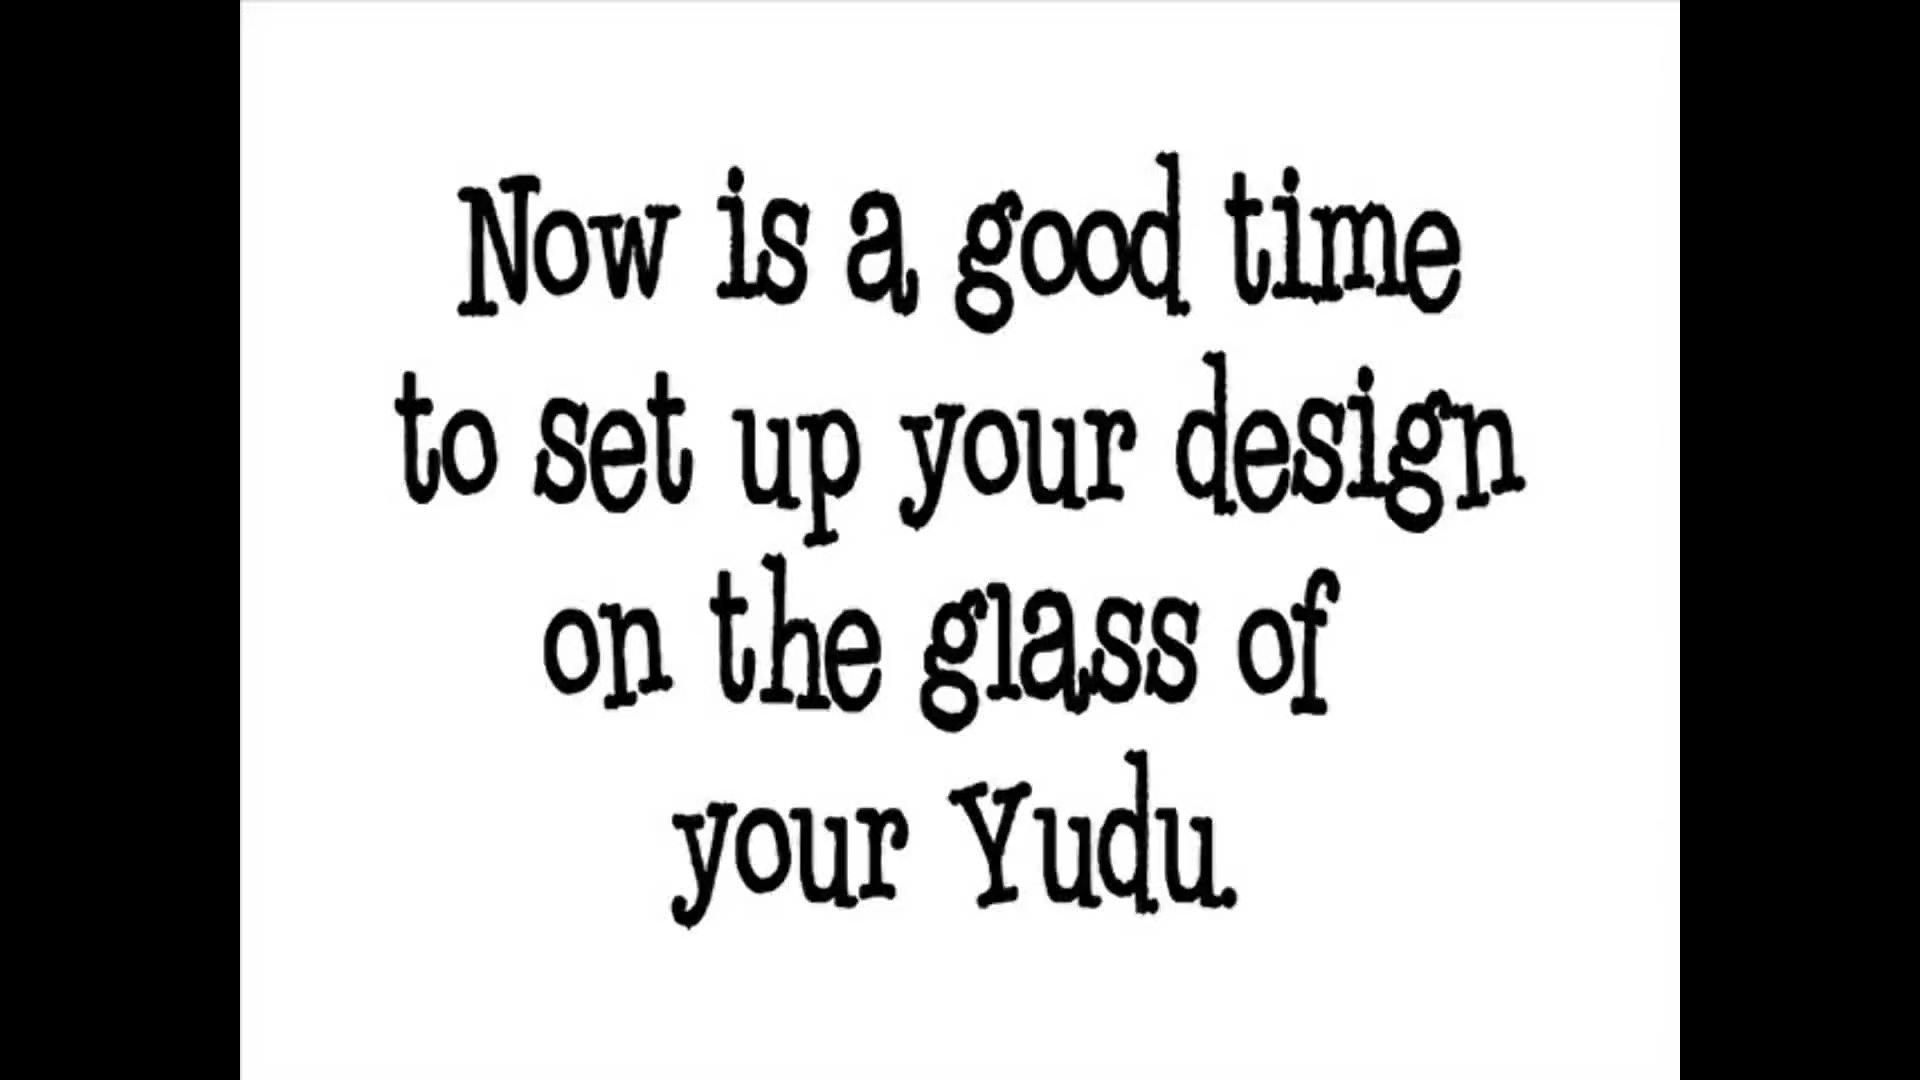 Now is a good time
to set up your design
on the glass of
your Yudu.